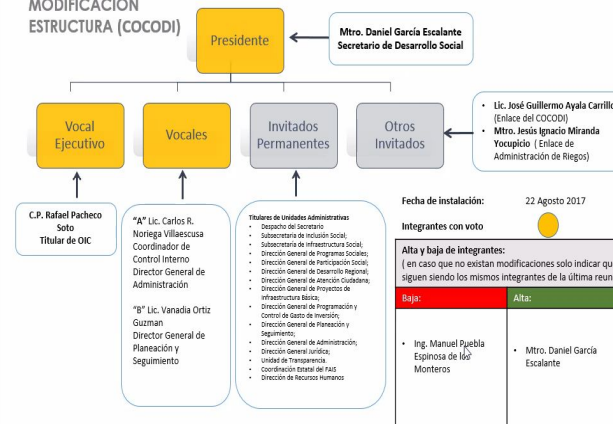 MODIFICACIÓN
ESTRUCTURA (COCODI)
Presidente
Mtro. Daniel García Escalante
Secretario de Desarrollo Social
Vocal
Ejecutivo
Vocales
Invitados
Permanentes
Otros
Invitados
• Lic. José Guillermo Ayala Carrillo
(Enlace del COCODI)
• Mtro. Jesús Ignacio Miranda
Yocupicio ( Enlace de
Administración de Riegos)
C.P. Rafael Pacheco
Soto
Titular de OIC
"A" Lic. Carlos R.
Noriega Villaescusa
Coordinador de
Control Interno
Director General de
Administración
"B" Lic. Vanadia Ortiz
Guzman
Director General de
Planeación y
Seguimiento
Titulares de Unidades Administrativas
• Despacho del Secretario
• Subsecretaria de Inclusión Social;
• Subsecretaria de Infraestructura Social;
• Dirección General de Programas Sociales;
• Dirección General de Participación Social;
• Dirección General de Desarrollo Regional;
• Dirección General de Atención Ciudadana;
• Dirección General de Proyectos de
Infraestructura Básica;
• Dirección General de Programación y
Control de Gasto de Inversión;
• Dirección General de Planeación y
Seguimiento;
• Dirección General de Administración;
• Dirección General Jurídica;
• Unidad de Transparencia.
• Coordinación Estatal del FAIS
• Dirección de Recursos Humanos
Fecha de instalación: 22 Agosto 2017
Integrantes con voto
Alta y baja de integrantes:
( en caso que no existan modificaciones solo indicar qu
siguen siendo los mismos integrantes de la última reun
Baja: Alta:
• Ing. Manuel Puebla
Espinosa de los
Monteros
• Mtro. Daniel García
Escalante